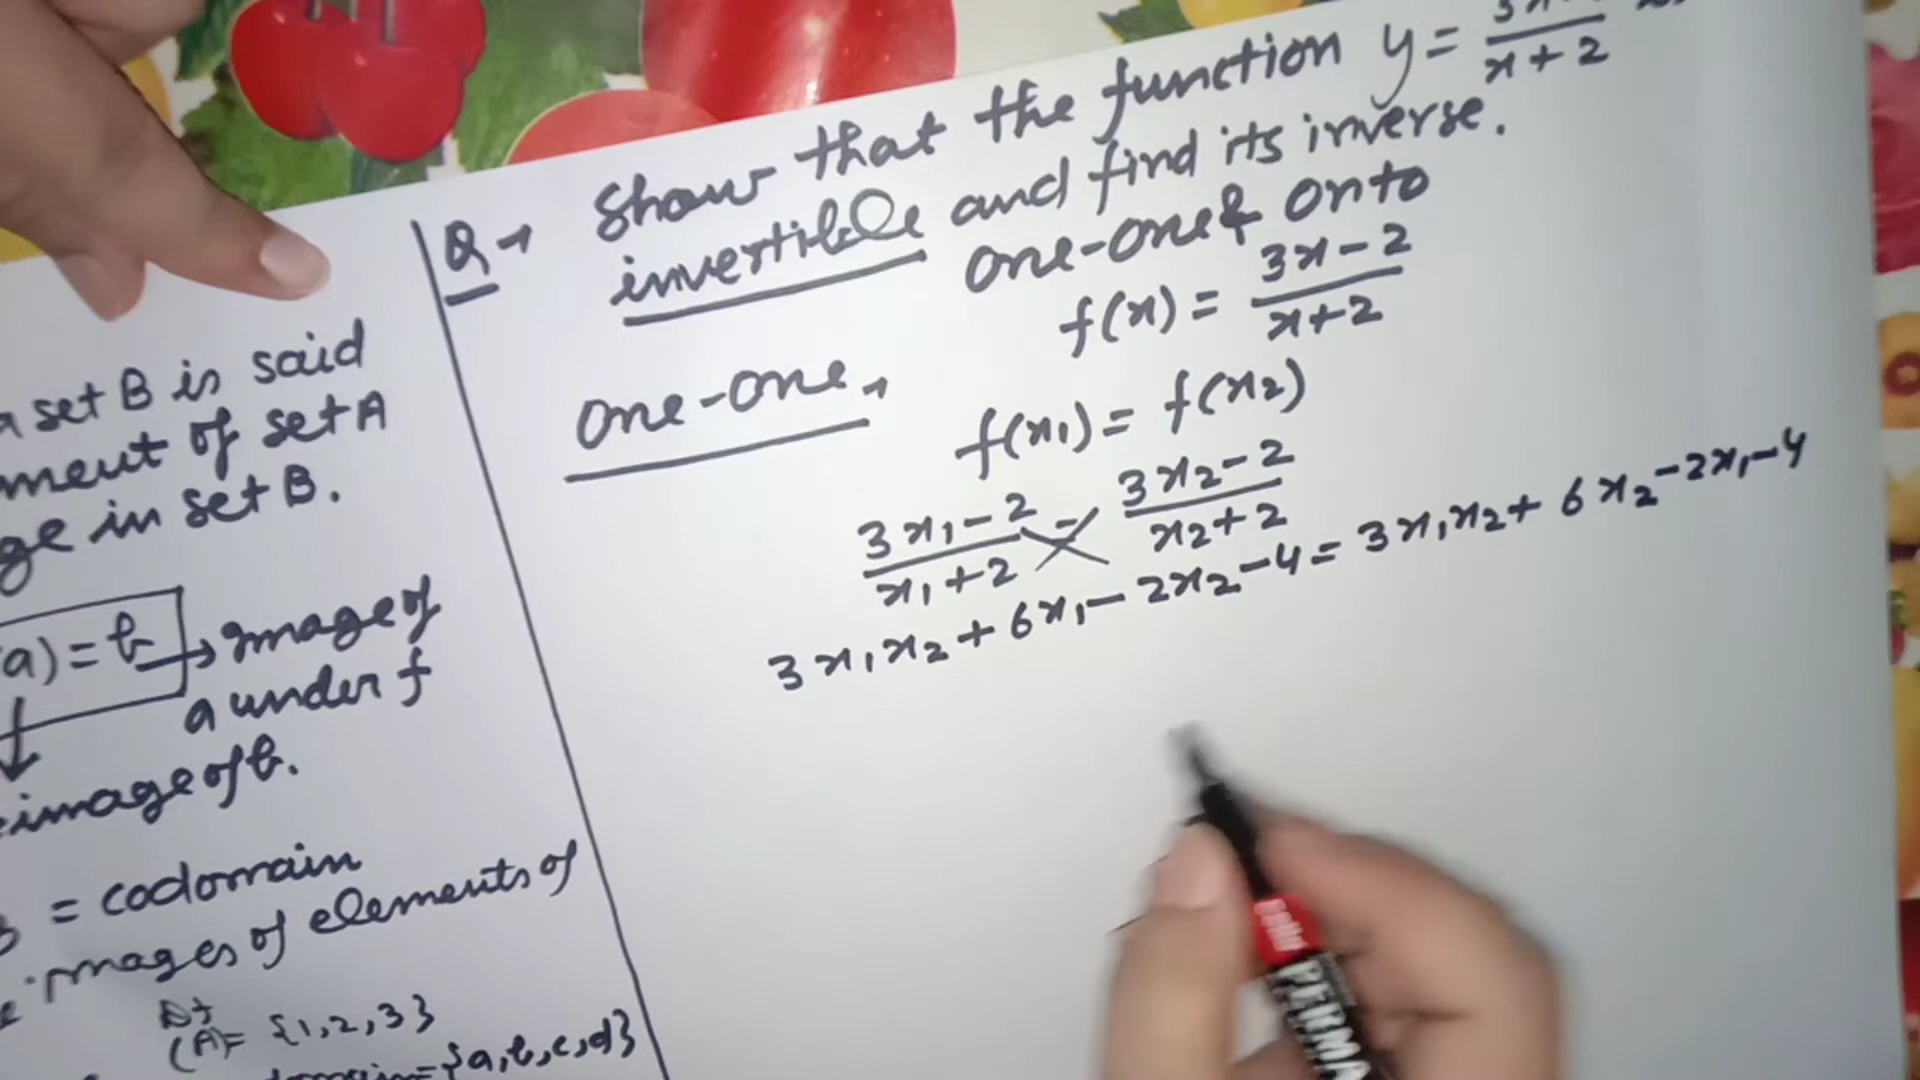 set B is said
of set A
in set B.
(a) = b → Image of
a under f
image of b.
= codomain
images of elements of
Df
(A)= {1,2,3}
={a,b,c,d}
Q→ Show that the function y = 3x / x+2
invertible and find its inverse.
one-one & onto
f(x) = 3x-2 / x+2
one-one→
f(x₁) = f(x₂)
3x₁-2 / x₁+2 = 3x₂-2 / x₂+2
3x₁x₂ + 6x₁ - 2x₂ - 4 = 3x₁x₂ + 6x₂ - 2x₁ - 4
PERMA